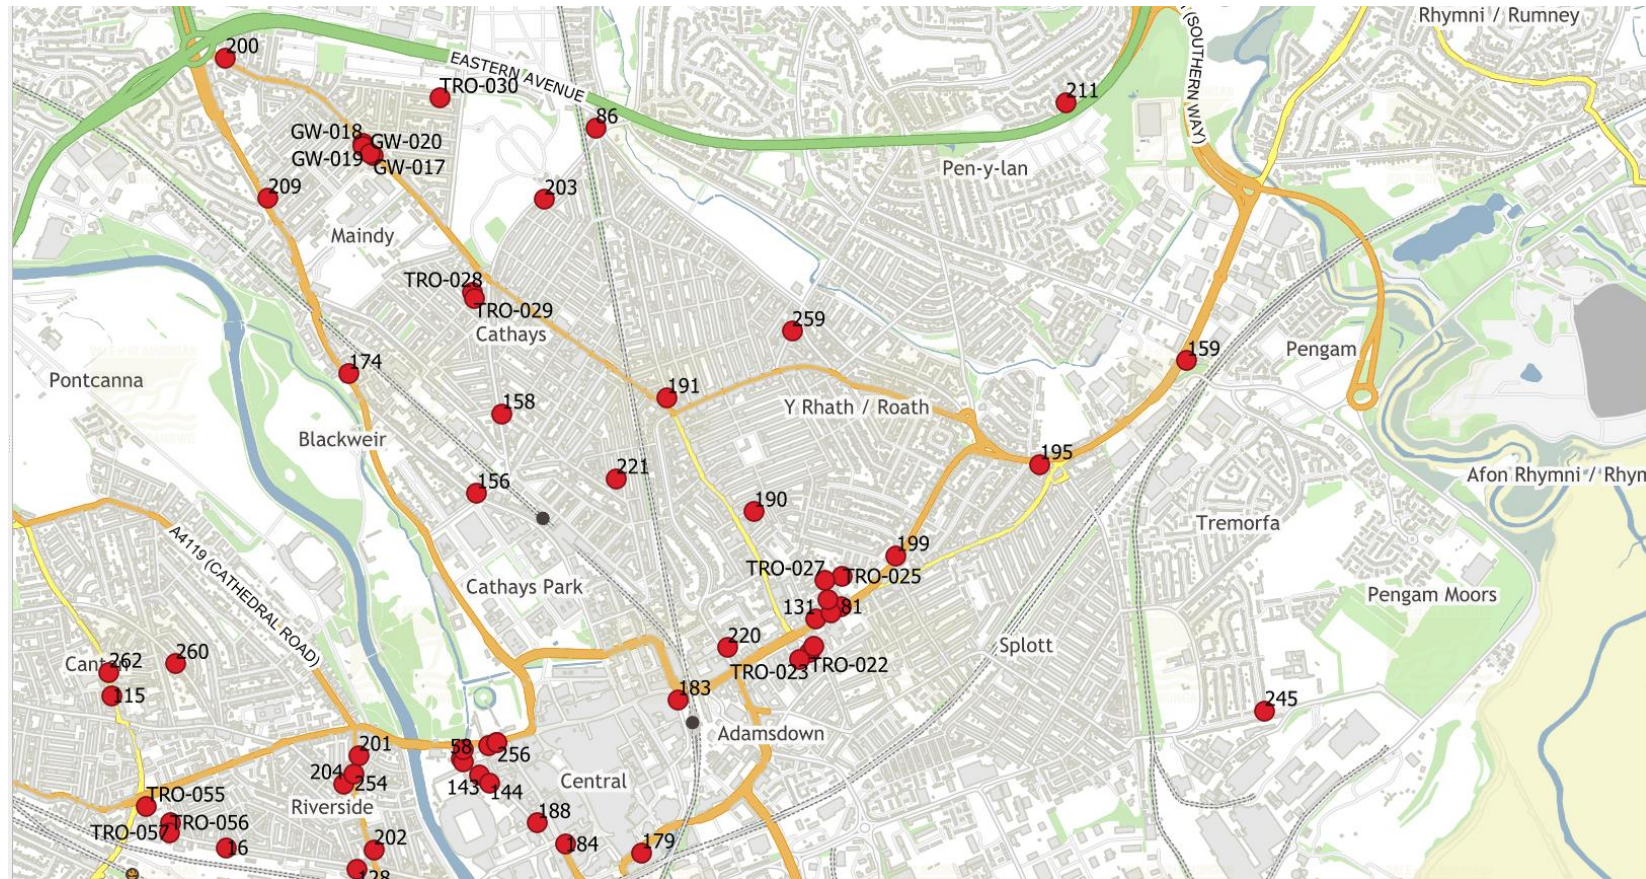 Rhymni / Rumney
(SOUTHERN WAY)
200
EASTERN AVENUE
TRO-030
211
86
GW-018
GW-020
GW-019
GW-017
Pen-y-lan
209
203
Maindy
TRO-028
TRO-029
Cathays
259
159
Pengam
174
Pontcanna
191
158
Y Rhath / Roath
Blackweir
195
221
156
Afon Rhymni / Rhym
190
A4119 (CATHEDRAL ROAD)
Tremorfa
199
TRO-027
TRO-025
Cathays Park
131
81
Pengam Moors
220
Splott
262
260
TRO-023
TRO-022
115
183
245
Adamsdown
201
58
256
204
254
143
144
Central
TRO-055
Riverside
TRO-056
TRO-057
188
16
202
184
179
128